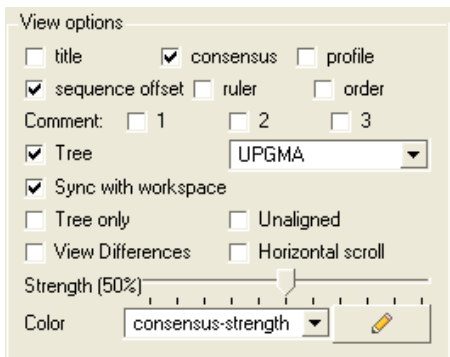 View options
title consensus profile
sequence offset ruler order
Comment: 1 2 3
Tree UPGMA
Sync with workspace
Tree only Unaligned
View Differences Horizontal scroll
Strength (50%)
Color consensus-strength